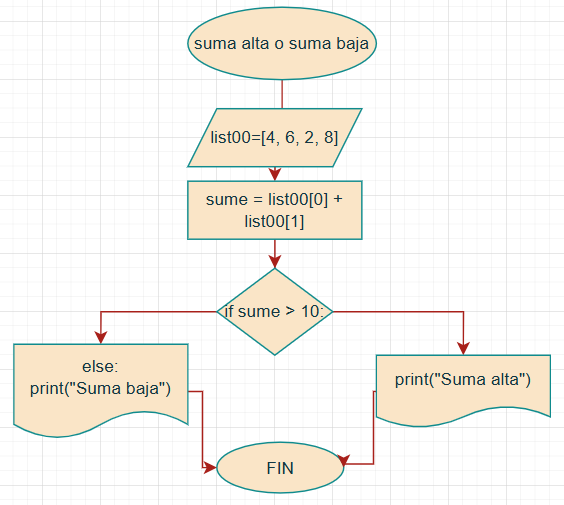 suma alta o suma baja
list00=[4, 6, 2, 8]
sume = list00[0] +
list00[1]
if sume > 10:
else:
print("Suma baja")
print("Suma alta")
FIN